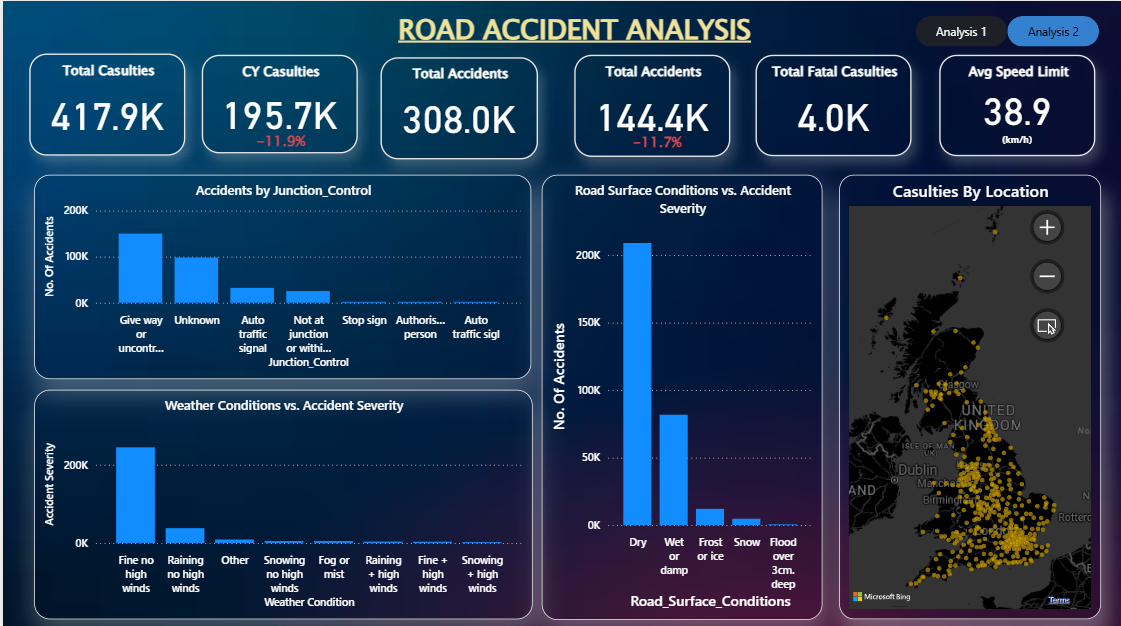 ROAD ACCIDENT ANALYSIS
Analysis 1
Analysis 2
Total Casulties
417.9K
CY Casulties
195.7K
-11.9%
Total Accidents
308.0K
Total Accidents
144.4K
-11.7%
Total Fatal Casulties
4.0K
Avg Speed Limit
38.9
(km/h)
Accidents by Junction_Control
No. Of Accidents
200K
100K
0K
Give way
or
uncontr...
Unknown
Auto
traffic
signal
Not at
junction
or withi...
Stop sign
Authoris...
person
Auto
traffic sigl
Junction_Control
Weather Conditions vs. Accident Severity
Accident Severity
200K
0K
Fine no
high
winds
Raining
no high
winds
Other
Snowing
no high
winds
Fog or
mist
Raining
+ high
winds
Fine +
high
winds
Snowing
+ high
winds
Weather Condition
Road Surface Conditions vs. Accident
Severity
No. Of Accidents
200K
150K
100K
50K
0K
Dry
Wet
or
damp
Frost
or ice
Snow
Flood
over
3cm.
deep
Road_Surface_Conditions
Casulties By Location
Glasgow
UNITED
KINGDOM
ISLE OF MAN
UK
Dublin
AND
Birming
Rotterd
Microsoft Bing
Terms